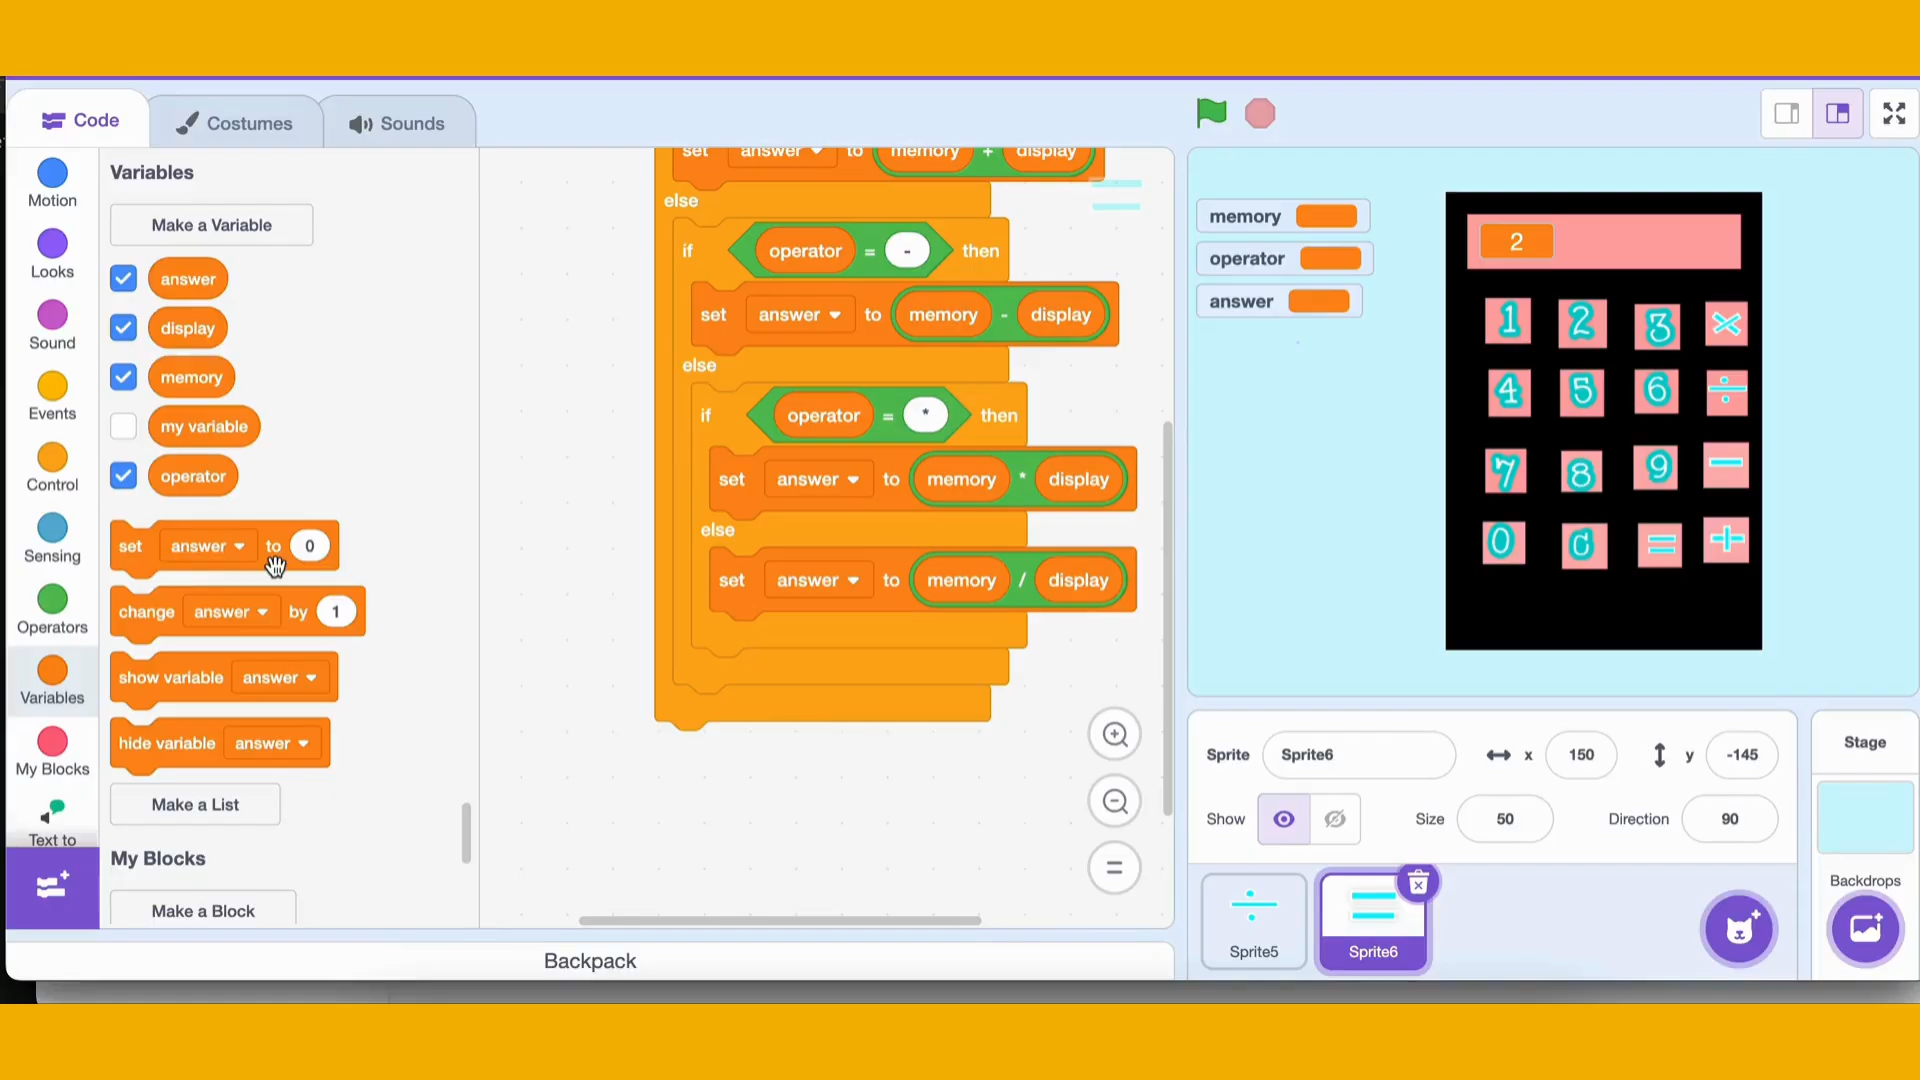 Code
Costumes
Sounds
Motion
Looks
Sound
Events
Control
Sensing
Operators
Variables
My Blocks
Text to
Variables
Make a Variable
answer
display
memory
my variable
operator
set answer to 0
change answer by 1
show variable answer
hide variable answer
Make a List
My Blocks
Make a Block
set answer to memory + display
else
if operator = - then
set answer to memory - display
else
if operator = * then
set answer to memory * display
else
set answer to memory / display
Backpack
memory
operator
answer
2
1 2 3 ×
4 5 6 ÷
7 8 9 −
0 C = +
Sprite Sprite6 x 150 y -145
Show Size 50 Direction 90
Sprite5
Sprite6
Stage
Backdrops